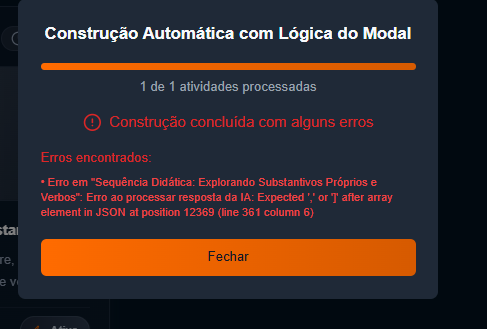 Construção Automática com Lógica do Modal
1 de 1 atividades processadas
Construção concluída com alguns erros
Erros encontrados:
• Erro em "Sequência Didática: Explorando Substantivos Próprios e
Verbos": Erro ao processar resposta da IA: Expected ',' or ']' after array
element in JSON at position 12369 (line 361 column 6)
Fechar